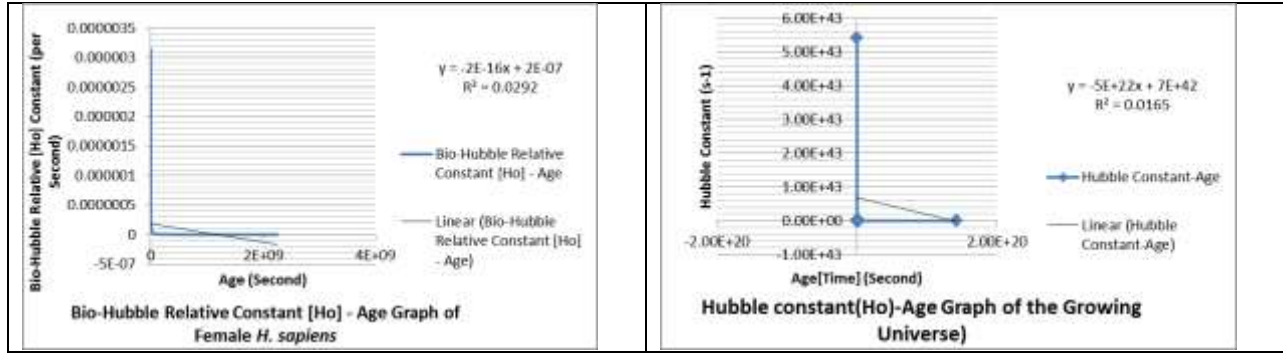 Bio-Hubble Relative [Ho] Constant (per
Second)
0.0000035
0.000003
0.0000025
0.000002
0.0000015
0.000001
0.0000005
0
-5E-07
0
2E+09
4E+09
Age (Second)
y = -2E-16x + 2E-07
R² = 0.0292
Bio-Hubble Relative
Constant [Ho] - Age
Linear (Bio-Hubble
Relative Constant [Ho]
- Age)
Bio-Hubble Relative Constant [Ho] - Age Graph of
Female H. sapiens
Hubble Constant (s-1)
6.00E+43
5.00E+43
4.00E+43
3.00E+43
2.00E+43
1.00E+43
0.00E+00
-1.00E+43
-2.00E+20
2.00E+20
Age[Time] (Second)
y = -5E+22x + 7E+42
R² = 0.0165
Hubble Constant-Age
Linear (Hubble
Constant-Age)
Hubble constant(Ho)-Age Graph of the Growing
Universe)